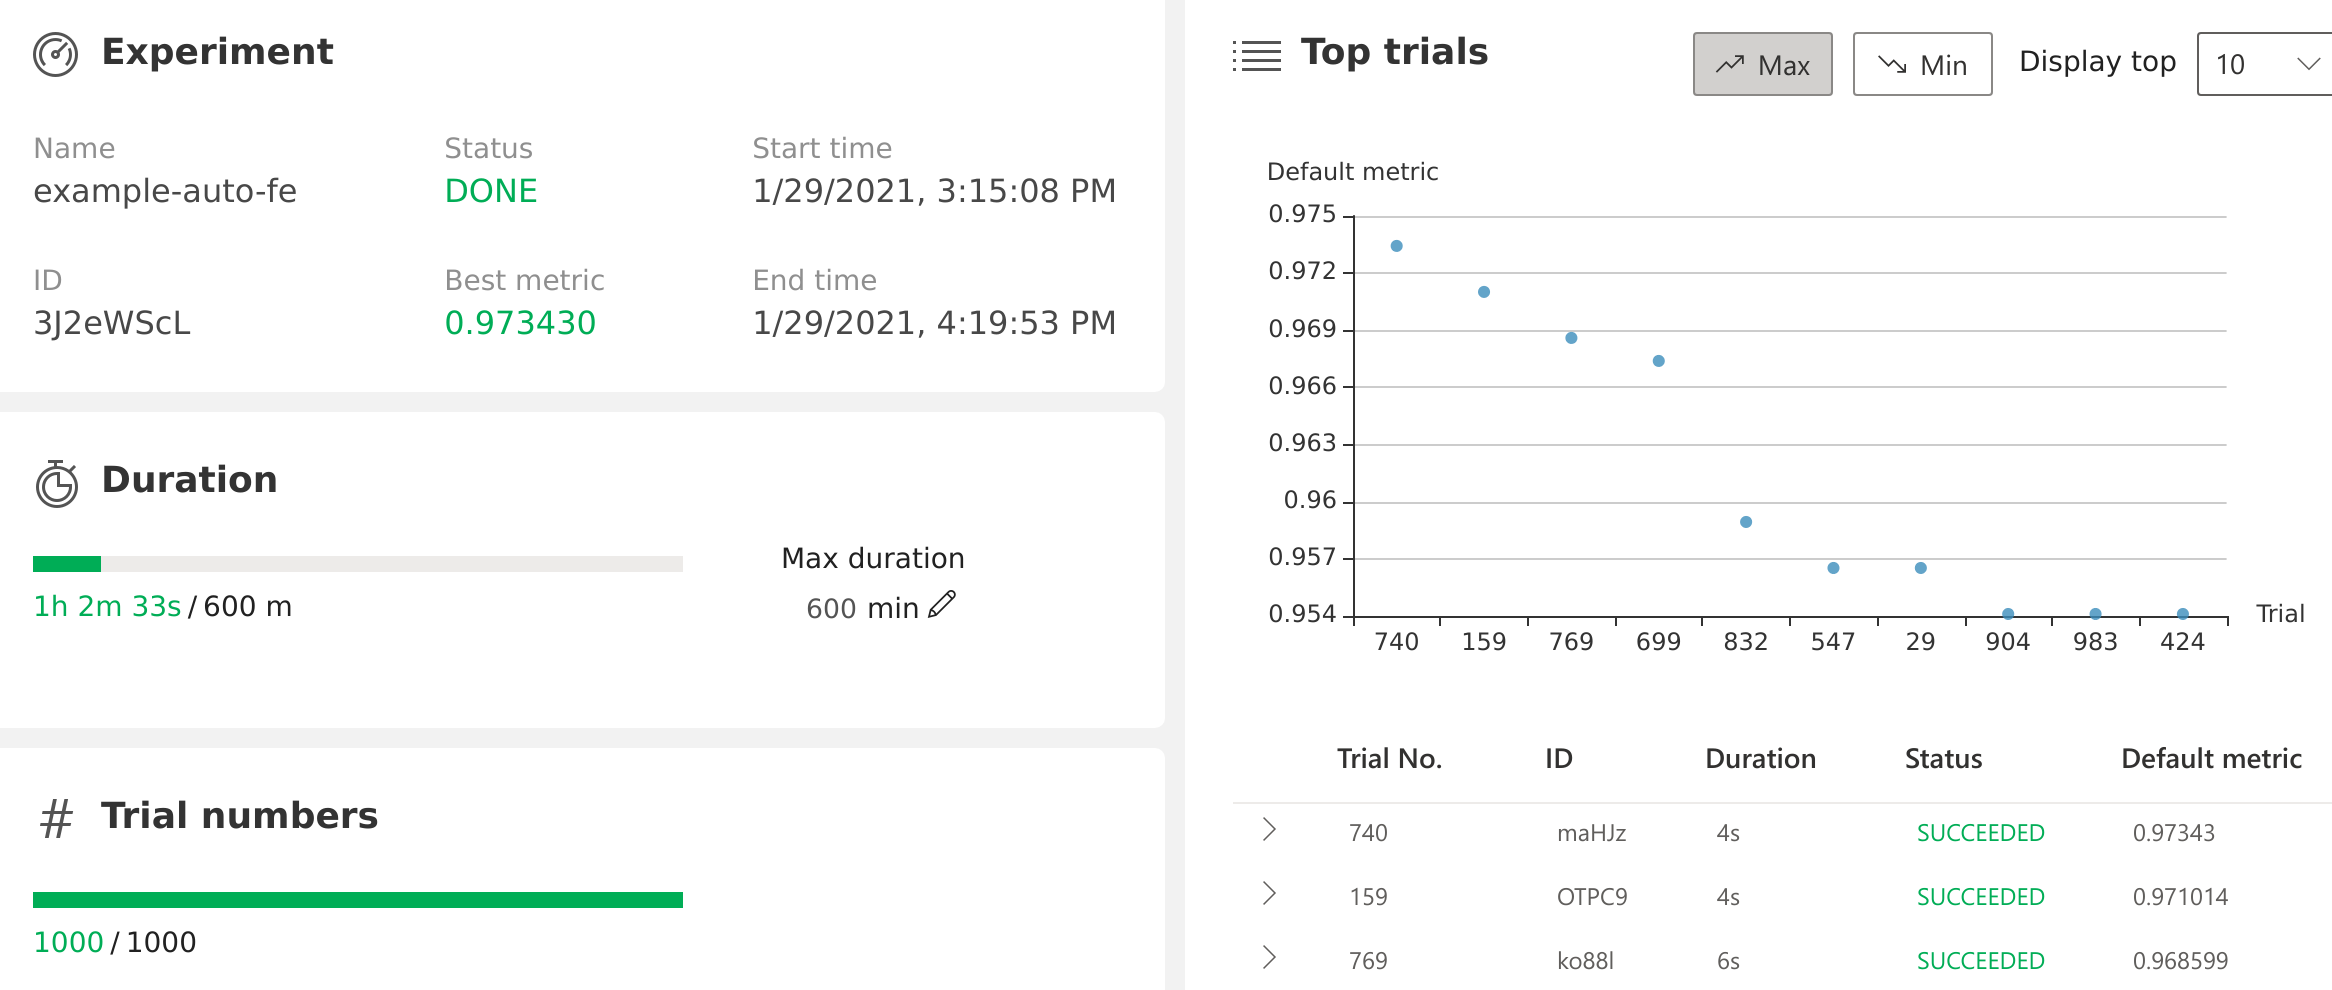 Experiment
Name
example-auto-fe
Status
DONE
Start time
1/29/2021, 3:15:08 PM
ID
3J2eWScL
Best metric
0.973430
End time
1/29/2021, 4:19:53 PM
Duration
1h 2m 33s / 600 m
Max duration
600 min
# Trial numbers
1000 / 1000
Top trials
Max
Min
Display top
10
Default metric
0.975
0.972
0.969
0.966
0.963
0.96
0.957
0.954
Trial
740 159 769 699 832 547 29 904 983 424
Trial No. ID Duration Status Default metric
740 maHJz 4s SUCCEEDED 0.97343
159 OTPC9 4s SUCCEEDED 0.971014
769 ko88l 6s SUCCEEDED 0.968599